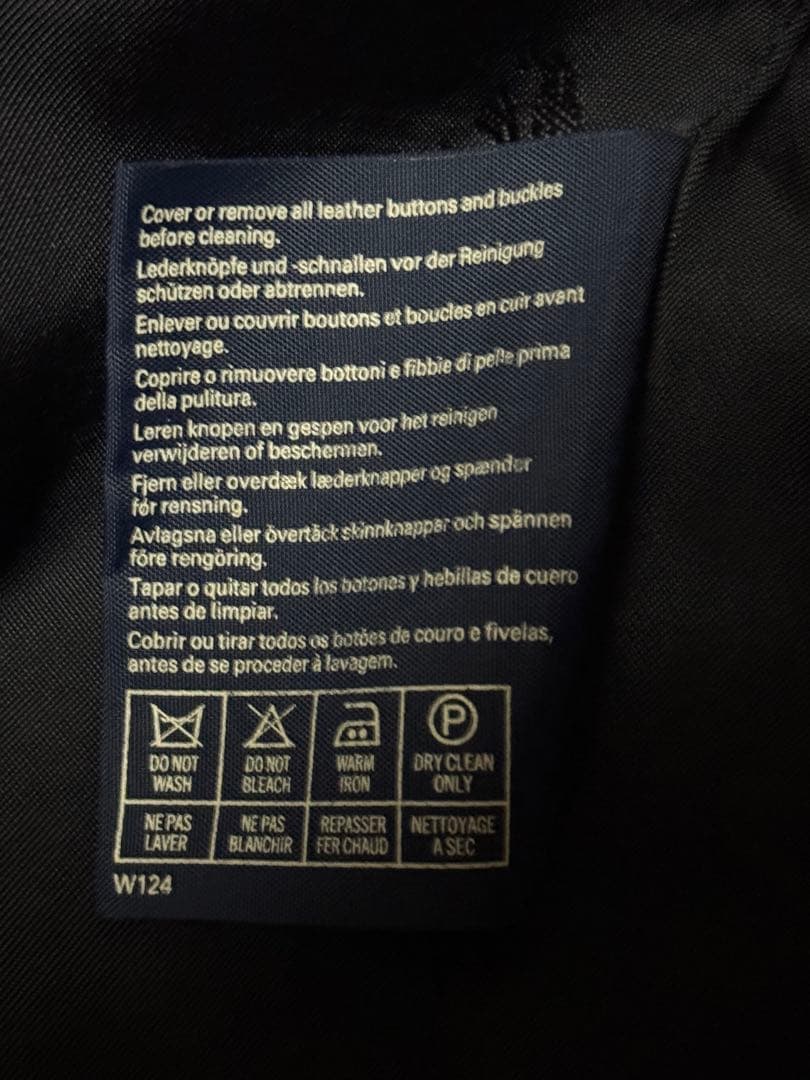 Cover or remove all leather buttons and buckles
before cleaning.
Lederknöpfe und -schnallen vor der Reinigung
schützen oder abtrennen.
Enlever ou couvrir boutons et boucles en cuir avant
nettoyage.
Coprire o rimuovere bottoni e fibbie di pelle prima
della pulitura.
Leren knopen en gespen voor het reinigen
verwijderen of beschermen.
Fjern eller overdæk læderknapper og spænder
før rensning.
Avlagsna eller övertäck skinnknappar och spännen
före rengöring.
Tapar o quitar todos los botones y hebillas de cuero
antes de limpiar.
Cobrir ou tirar todos os botões de couro e fivelas,
antes de se proceder à lavagem.
P
DO NOT WASH
DO NOT BLEACH
WARM IRON
DRY CLEAN ONLY
NE PAS LAVER
NE PAS BLANCHIR
REPASSER FER CHAUD
NETTOYAGE A SEC
W124